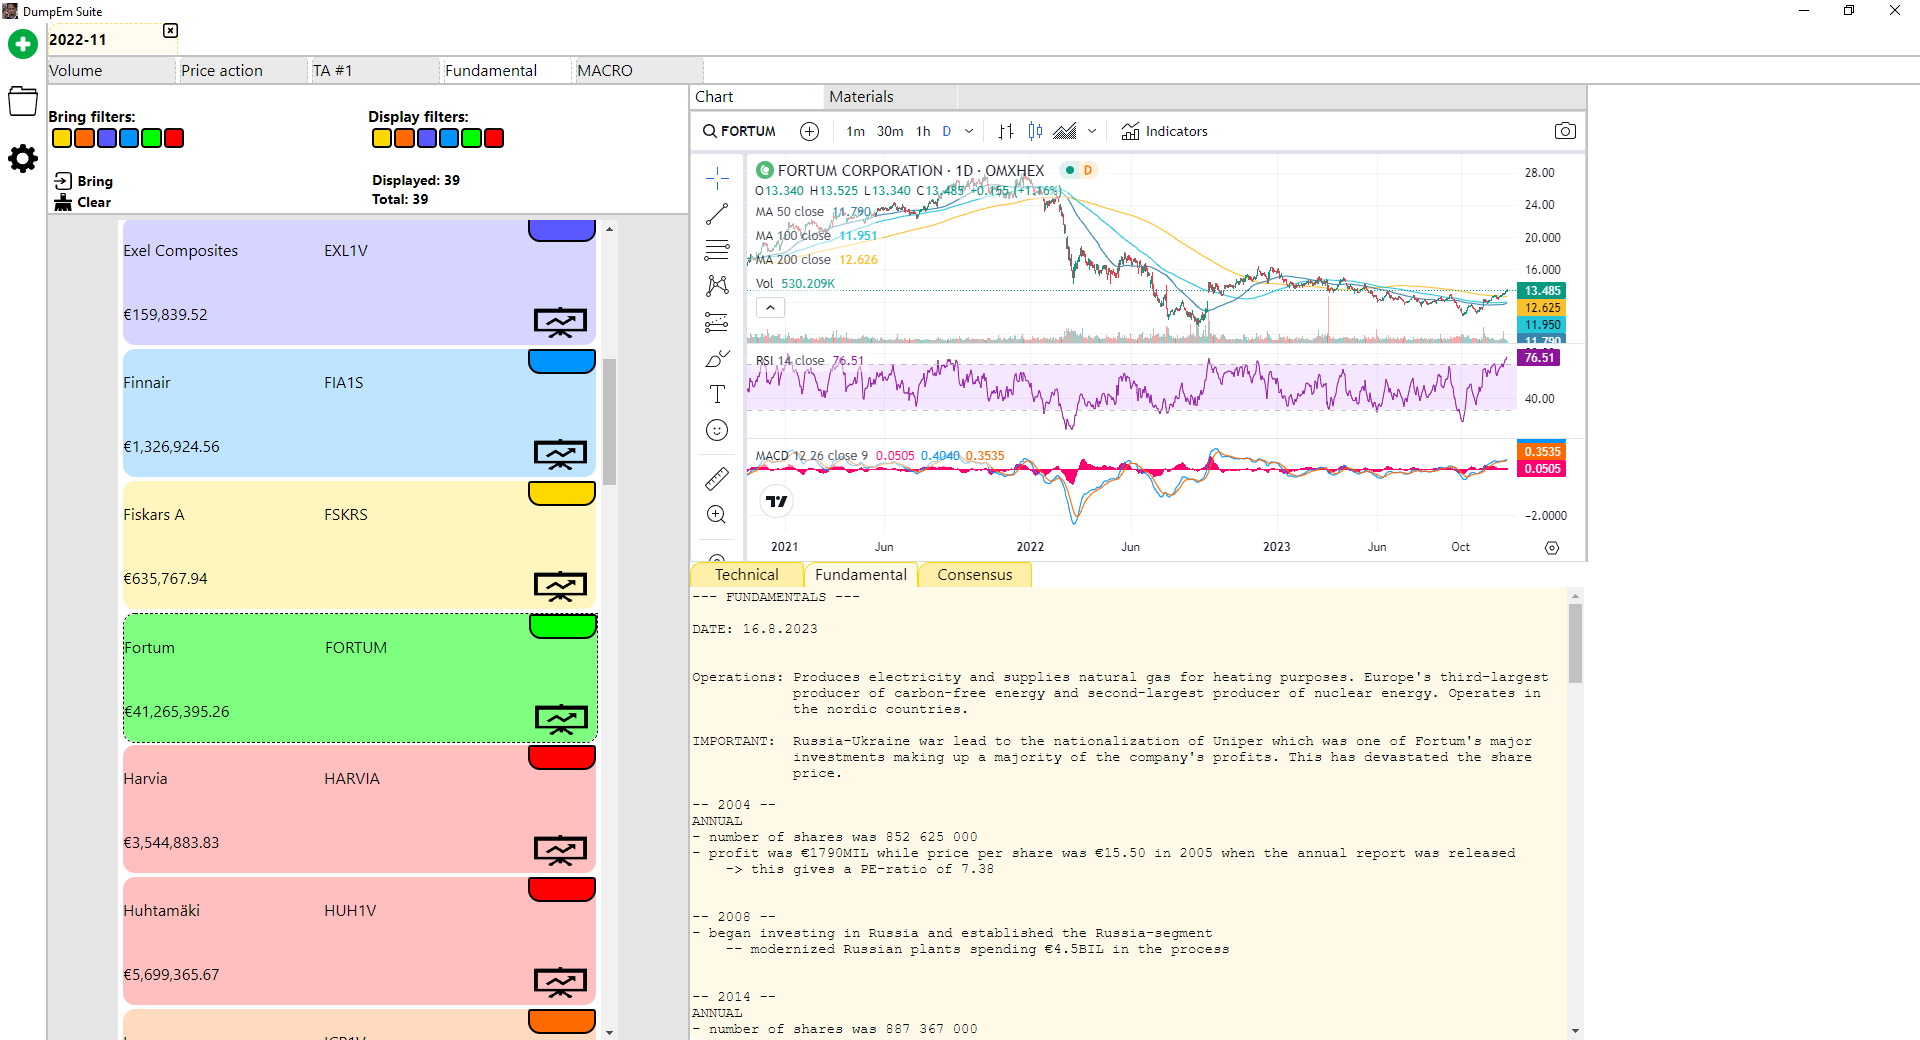 DumpEm Suite
2022-11
Volume
Price action
TA #1
Fundamental
MACRO
Bring filters:
Display filters:
Bring
Clear
Displayed: 39
Total: 39
Exel Composites EXL1V
€159,839.52
Finnair FIA1S
€1,326,924.56
Fiskars A FSKRS
€635,767.94
Fortum FORTUM
€41,265,395.26
Harvia HARVIA
€3,544,883.83
Huhtamäki HUH1V
€5,699,365.67
Chart
Materials
FORTUM
1m 30m 1h D
Indicators
FORTUM CORPORATION · 1D · OMXHEX
D
O13.340 H13.525 L13.340 C13.485 +0.155 (+1.16%)
MA 50 close 11.790
MA 100 close 11.951
MA 200 close 12.626
Vol 530.209K
28.00
24.00
20.000
16.000
13.485
12.625
11.950
11.790
RSI 14 close 76.51
76.51
40.00
MACD 12 26 close 9 0.0505 0.4040 0.3535
0.3535
0.0505
−2.0000
2021 Jun 2022 Jun 2023 Jun Oct
Technical
Fundamental
Consensus
--- FUNDAMENTALS ---
DATE: 16.8.2023
Operations: Produces electricity and supplies natural gas for heating purposes. Europe's third-largest
producer of carbon-free energy and second-largest producer of nuclear energy. Operates in
the nordic countries.
IMPORTANT: Russia-Ukraine war lead to the nationalization of Uniper which was one of Fortum's major
investments making up a majority of the company's profits. This has devastated the share
price.
-- 2004 --
ANNUAL
- number of shares was 852 625 000
- profit was €1790MIL while price per share was €15.50 in 2005 when the annual report was released
-> this gives a PE-ratio of 7.38
-- 2008 --
- began investing in Russia and established the Russia-segment
-- modernized Russian plants spending €4.5BIL in the process
-- 2014 --
ANNUAL
- number of shares was 887 367 000